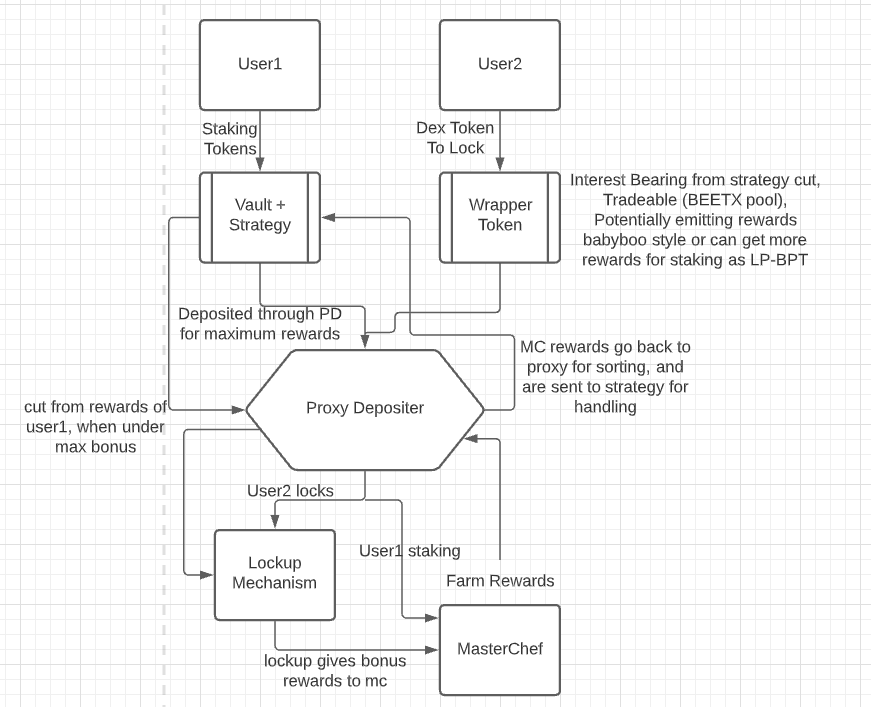 User1
User2
Staking
Tokens
Dex Token
To Lock
Vault +
Strategy
Wrapper
Token
Interest Bearing from strategy cut,
Tradeable (BEETX pool),
Potentially emitting rewards
babyboo style or can get more
rewards for staking as LP-BPT
Deposited through PD
for maximum rewards
MC rewards go back to
proxy for sorting, and
are sent to strategy for
handling
Proxy Depositer
cut from rewards of
user1, when under
max bonus
User2 locks
User1 staking
Lockup
Mechanism
Farm Rewards
MasterChef
lockup gives bonus
rewards to mc